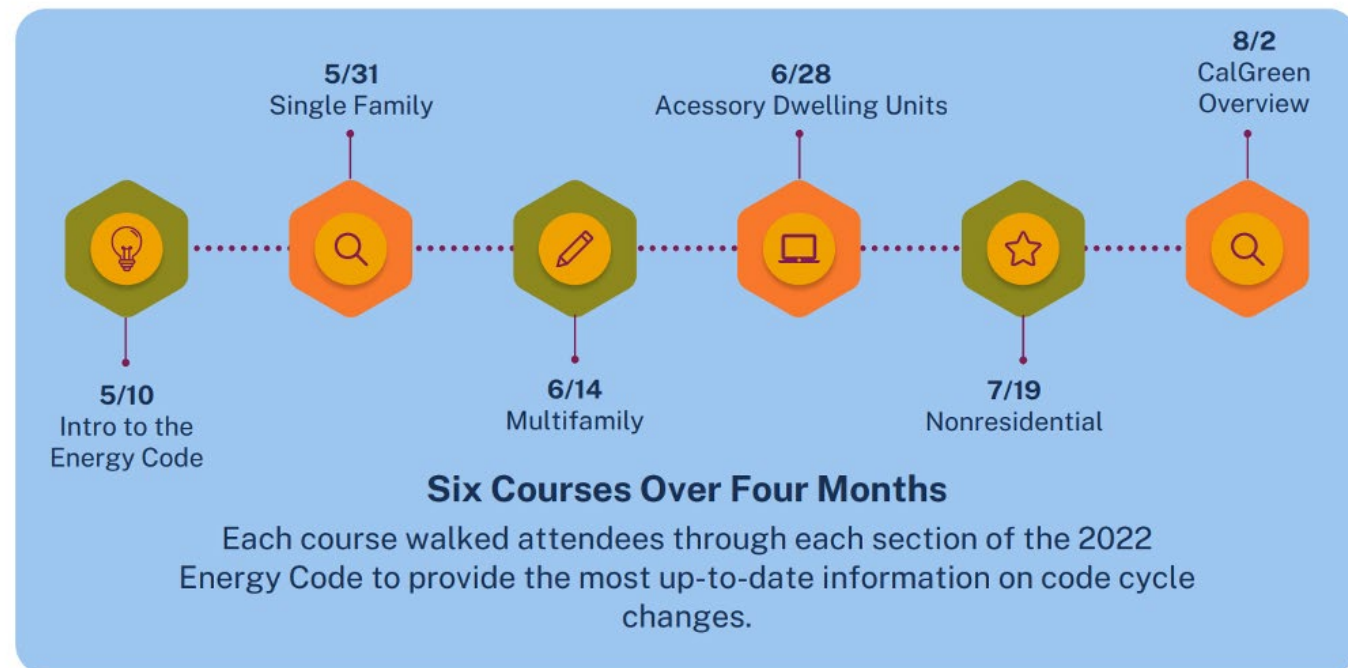 5/10
Intro to the
Energy Code
5/31
Single Family
6/14
Multifamily
6/28
Acessory Dwelling Units
7/19
Nonresidential
8/2
CalGreen
Overview
Six Courses Over Four Months
Each course walked attendees through each section of the 2022
Energy Code to provide the most up-to-date information on code cycle
changes.